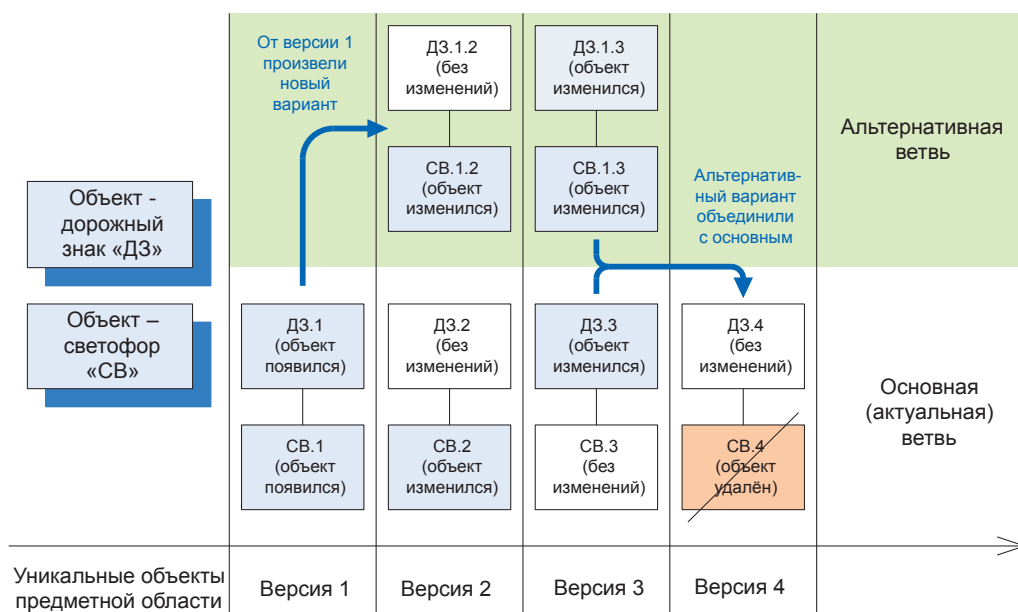 От версии 1
произвели
новый
вариант
ДЗ.1.2
(без
изменений)
ДЗ.1.3
(объект
изменился)
Альтернативная
ветвь
СВ.1.2
(объект
изменился)
СВ.1.3
(объект
изменился)
Альтернатив-
ный вариант
объединили
с основным
Объект -
дорожный
знак «ДЗ»
Объект –
светофор
«СВ»
ДЗ.1
(объект
появился)
ДЗ.2
(без
изменений)
ДЗ.3
(объект
изменился)
ДЗ.4
(без
изменений)
Основная
(актуальная)
ветвь
СВ.1
(объект
появился)
СВ.2
(объект
изменился)
СВ.3
(без
изменений)
СВ.4
(объект
удалён)
Уникальные объекты
предметной области
Версия 1
Версия 2
Версия 3
Версия 4